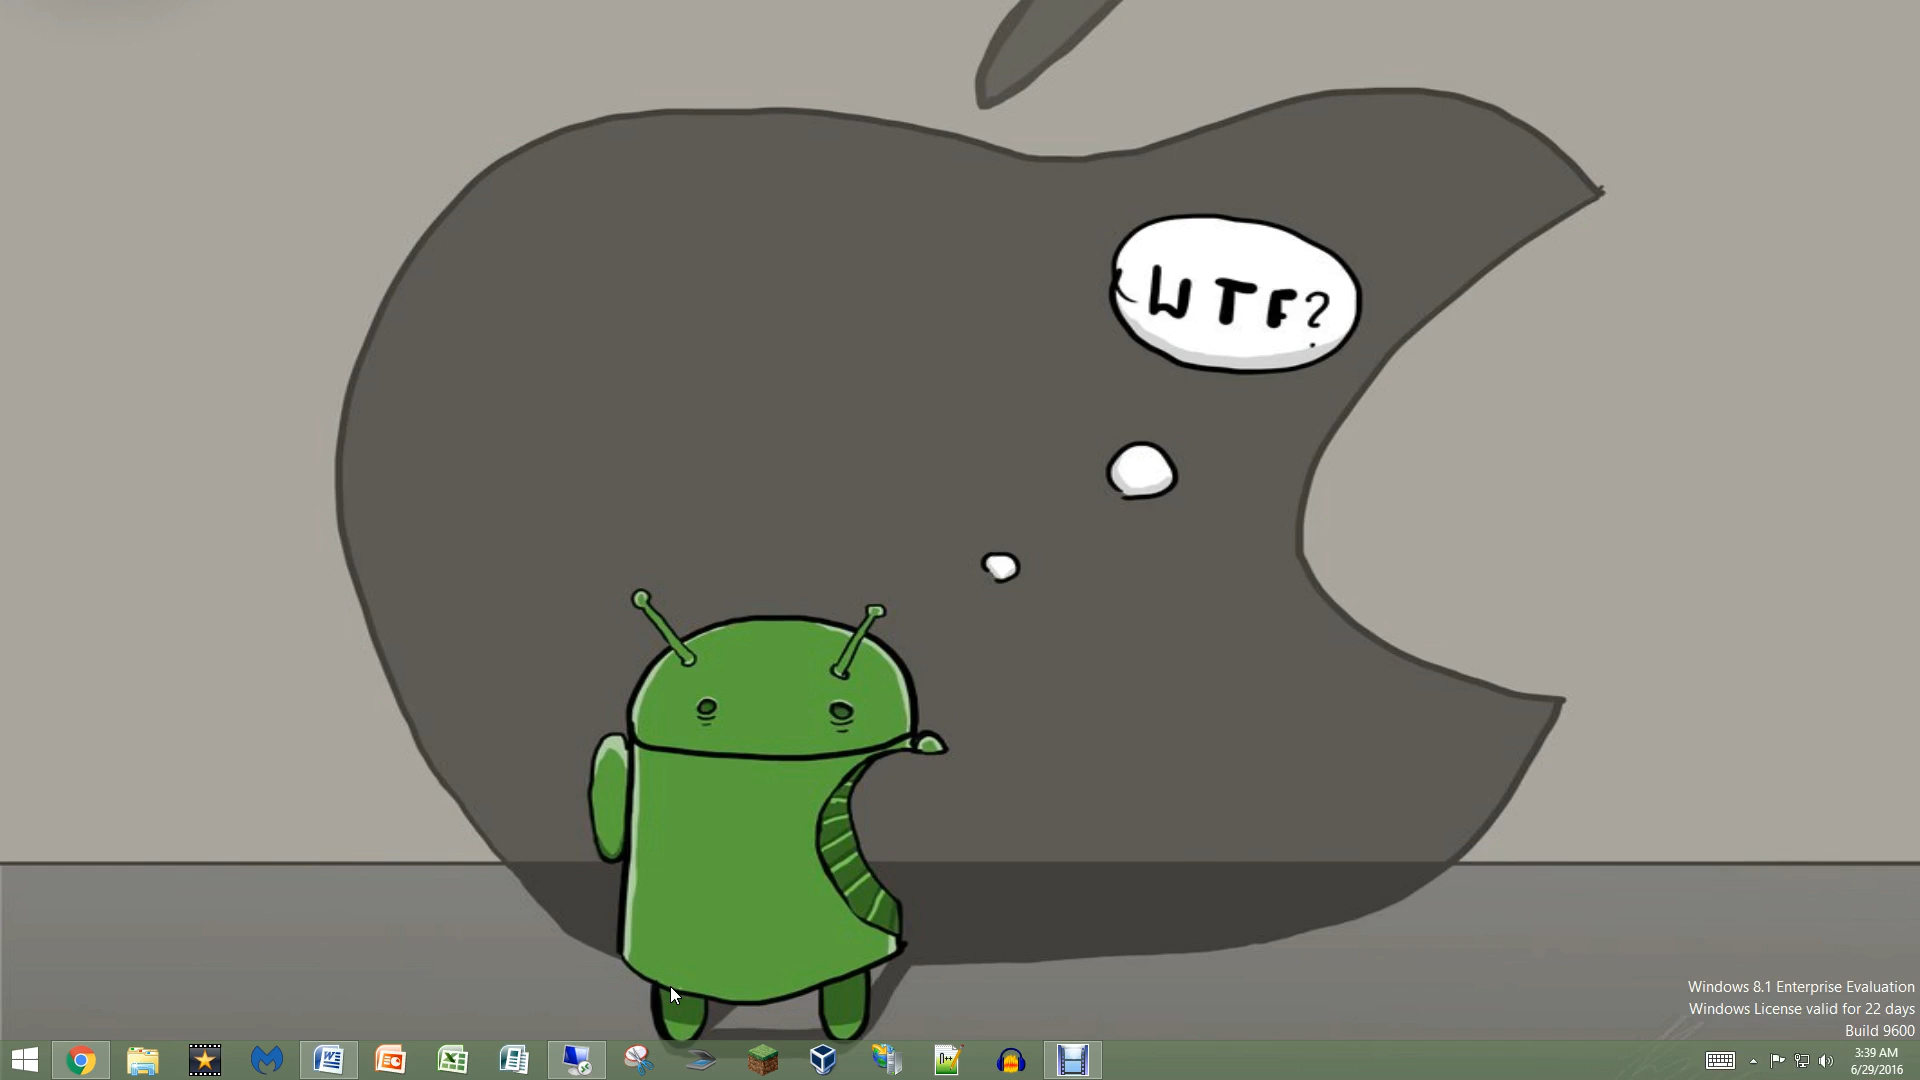 WTF?
Windows 8.1 Enterprise Evaluation
Windows License valid for 22 days
Build 9600
3:39 AM
6/29/2016